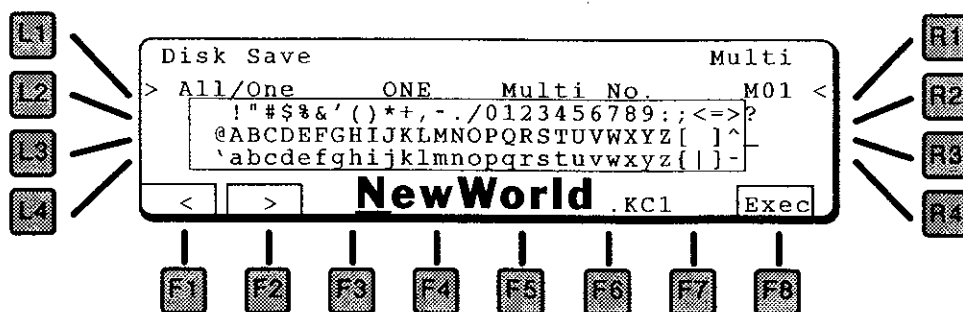 L1 R1
Disk Save Multi
L2 > All/One ONE Multi No. M01 < R2
!"#$%&'()*+,-./0123456789:;<=>?
@ABCDEFGHIJKLMNOPQRSTUVWXYZ[ ]^_
L3 `abcdefghijklmnopqrstuvwxyz{|}- R3
L4 < > NewWorld .KC1 Exec R4
F1 F2 F3 F4 F5 F6 F7 F8